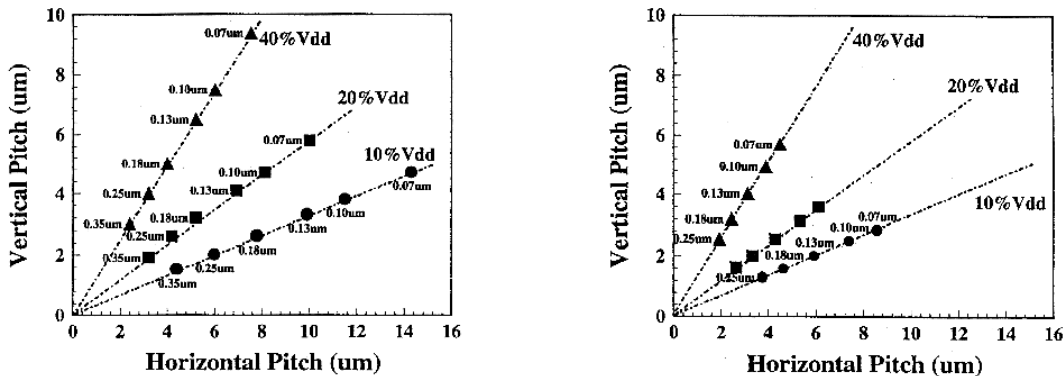 10
8
6
4
2
0
Vertical Pitch (um)
0.07um
40%Vdd
0.10um
0.13um
0.18um
0.25um
0.35um
20%Vdd
0.07um
0.10um
0.13um
0.18um
0.25um
0.35um
10%Vdd
0.07um
0.10um
0.13nm
0.18um
0.25um
0.35um
0 2 4 6 8 10 12 14 16
Horizontal Pitch (um)
10
8
6
4
2
0
Vertical Pitch (um)
40%Vdd
0.07um
0.10um
0.13um
0.18um
0.25um
20%Vdd
10%Vdd
0.07um
0.10um
0.13um
0.18um
0.25um
0 2 4 6 8 10 12 14 16
Horizontal Pitch (um)